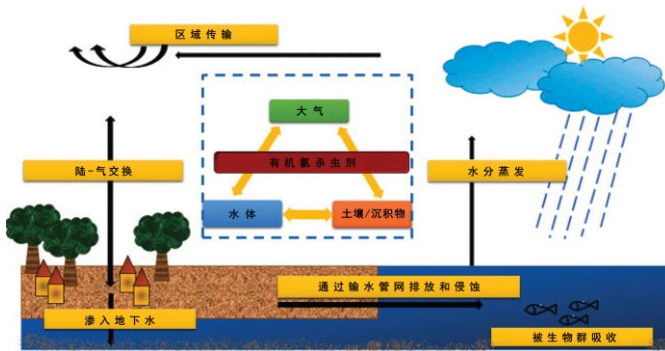 区域传输
大气
有机氯杀虫剂
陆-气交换
水分蒸发
水体
土壤/沉积物
通过输水管网排放和侵蚀
渗入地下水
被生物群吸收